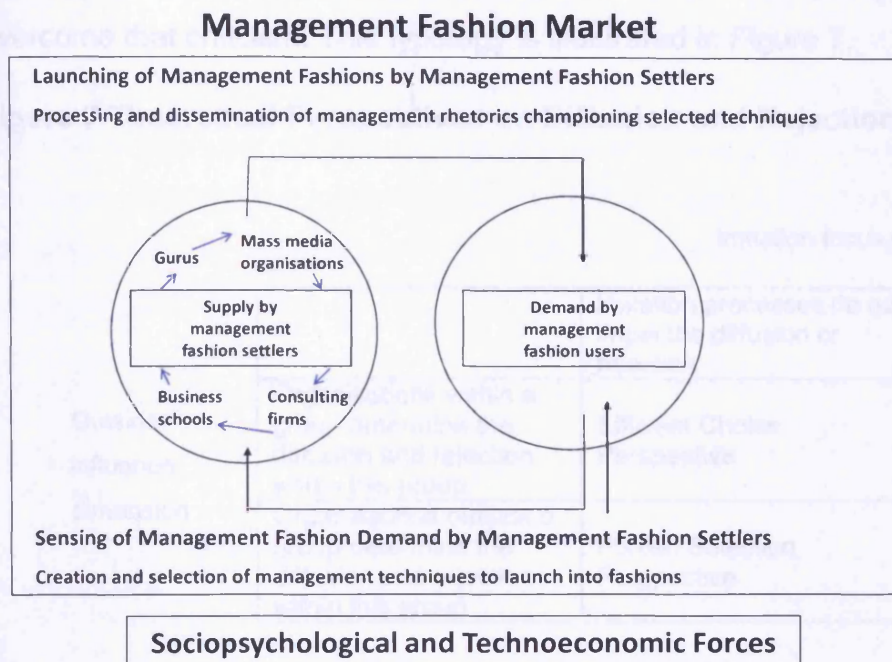 Management Fashion Market
Launching of Management Fashions by Management Fashion Settlers
Processing and dissemination of management rhetorics championing selected techniques
Gurus
Mass media
organisations
Supply by
management
fashion settlers
Business
schools
Consulting
firms
Demand by
management
fashion users
Sensing of Management Fashion Demand by Management Fashion Settlers
Creation and selection of management techniques to launch into fashions
Sociopsychological and Technoeconomic Forces